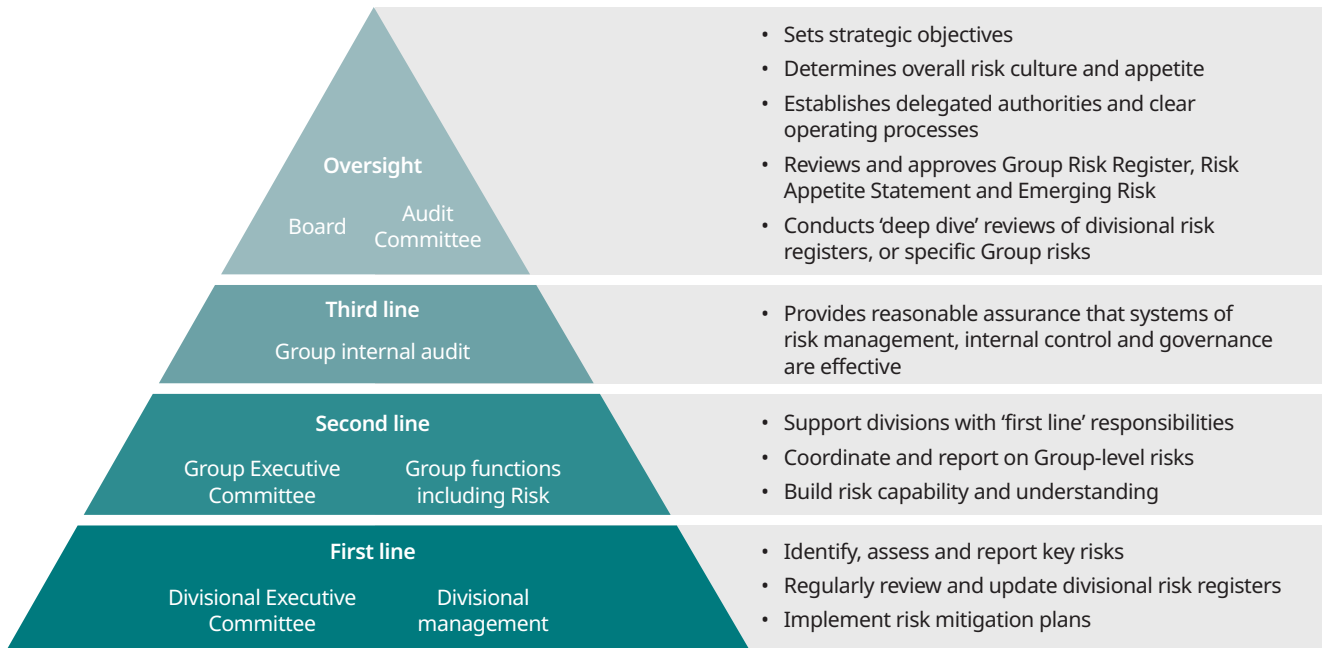 Oversight
Board
Audit
Committee
• Sets strategic objectives
• Determines overall risk culture and appetite
• Establishes delegated authorities and clear
operating processes
• Reviews and approves Group Risk Register, Risk
Appetite Statement and Emerging Risk
• Conducts ‘deep dive’ reviews of divisional risk
registers, or specific Group risks
Third line
Group internal audit
• Provides reasonable assurance that systems of
risk management, internal control and governance
are effective
Second line
Group Executive
Committee
Group functions
including Risk
• Support divisions with ‘first line’ responsibilities
• Coordinate and report on Group-level risks
• Build risk capability and understanding
First line
Divisional Executive
Committee
Divisional
management
• Identify, assess and report key risks
• Regularly review and update divisional risk registers
• Implement risk mitigation plans